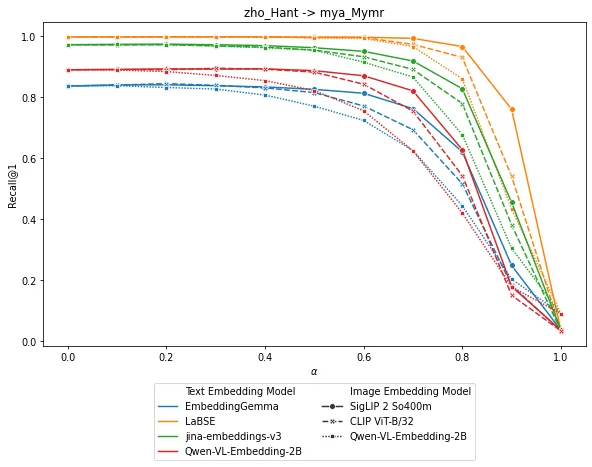 zho_Hant -> mya_Mymr
Recall@1
1.0
0.8
0.6
0.4
0.2
0.0
0.0 0.2 0.4 0.6 0.8 1.0
α
Text Embedding Model
EmbeddingGemma
LaBSE
jina-embeddings-v3
Qwen-VL-Embedding-2B
Image Embedding Model
SigLIP 2 So400m
CLIP ViT-B/32
Qwen-VL-Embedding-2B